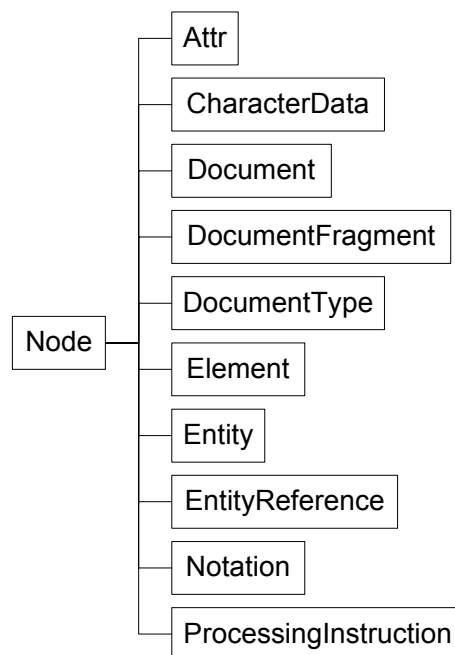 Attr
CharacterData
Document
DocumentFragment
DocumentType
Node
Element
Entity
EntityReference
Notation
ProcessingInstruction